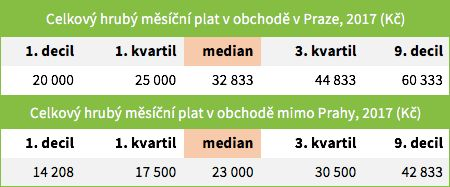 Celkový hrubý měsíční plat v obchodě v Praze, 2017 (Kč)
1. decil 1. kvartil median 3. kvartil 9. decil
20 000 25 000 32 833 44 833 60 333
Celkový hrubý měsíční plat v obchodě mimo Prahy, 2017 (Kč)
1. decil 1. kvartil median 3. kvartil 9. decil
14 208 17 500 23 000 30 500 42 833